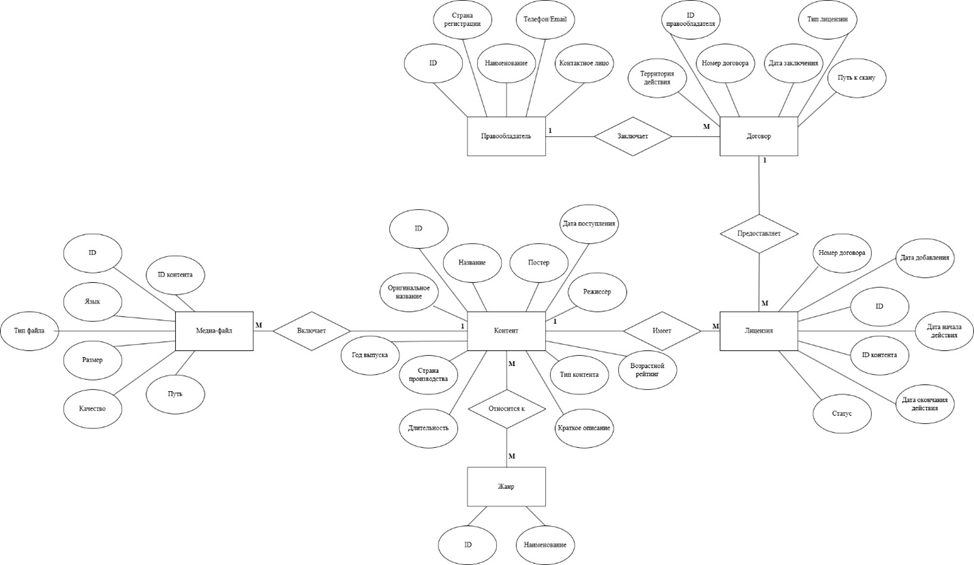 Страна
регистрации
Телефон/Email
ID
правообладателя
Тип лицензии
ID
Наименование
Контактное лицо
Территория
действия
Номер договора
Дата заключения
Путь к скану
Правообладатель
1
Заключает
М
Договор
1
Предоставляет
М
ID
Название
Постер
Дата поступления
Оригинальное
название
Режиссёр
ID
ID контента
Язык
Тип файла
Медиа-файл
М
Включает
1
Контент
1
Имеет
М
Лицензия
Номер договора
Дата добавления
ID
Дата начала
действия
ID контента
Дата окончания
действия
Статус
Размер
Качество
Путь
Год выпуска
Страна
производства
М
Тип контента
Возрастной
рейтинг
Длительность
Относится к
Краткое описание
М
Жанр
ID
Наименование